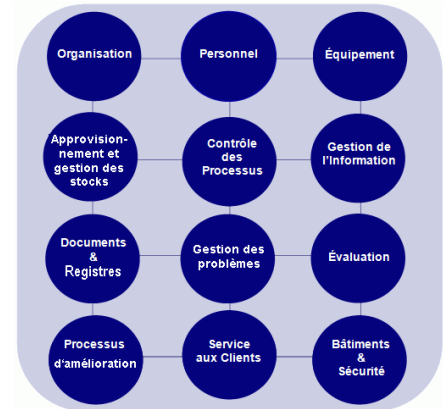 Organisation
Personnel
Équipement
Approvision-
nement et
gestion des
stocks
Contrôle
des
Processus
Gestion de
l'Information
Documents
&
Registres
Gestion des
problèmes
Évaluation
Processus
d'amélioration
Service
aux Clients
Bâtiments
&
Sécurité